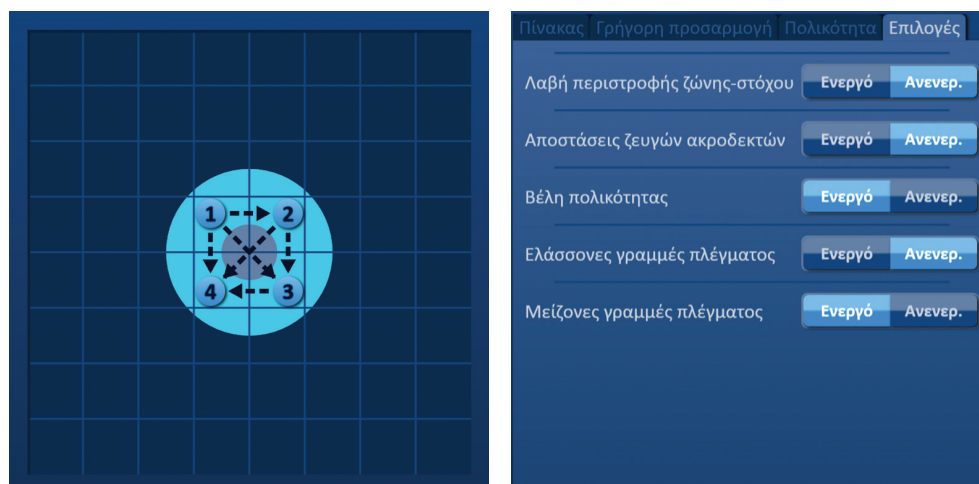 1 2
4 3
Πίνακας Γρήγορη προσαρμογή Πολικότητα Επιλογές
Λαβή περιστροφής ζώνης-στόχου Ενεργό Ανενερ.
Αποστάσεις ζευγών ακροδεκτών Ενεργό Ανενερ.
Βέλη πολικότητας Ενεργό Ανενερ.
Ελάσσονες γραμμές πλέγματος Ενεργό Ανενερ.
Μείζονες γραμμές πλέγματος Ενεργό Ανενερ.